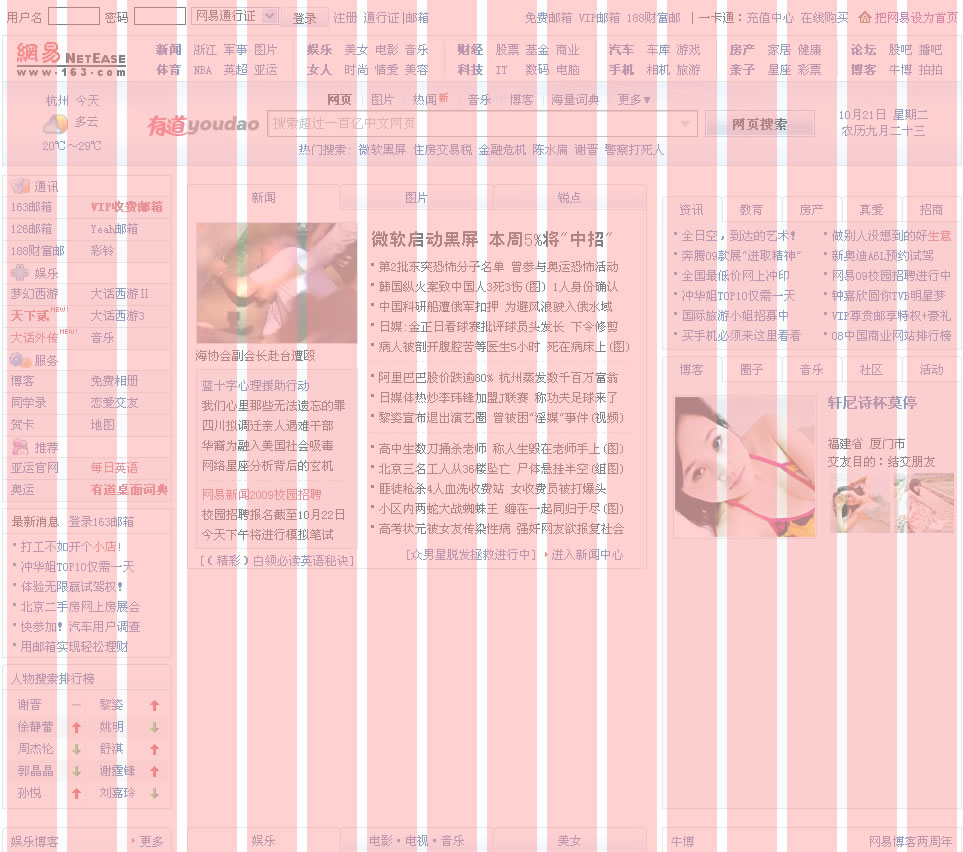 用户名 密码 网易通行证 登录 注册 通行证|邮箱 免费邮箱 VIP邮箱 188财富邮 | 一卡通：充值中心 在线购买 把网易设为首页
網易 NETEASE
www.163.com
新闻 浙江 军事 图片 娱乐 美女 电影 音乐 财经 股票 基金 商业 汽车 车库 游戏 房产 家居 健康 论坛 股吧 播吧
体育 NBA 英超 亚运 女人 时尚 情爱 美容 科技 IT 数码 电脑 手机 相机 旅游 亲子 星座 彩票 博客 牛博 拍拍
杭州 今天
多云
20℃～29℃
网页 图片 热闻新 音乐 博客 海量词典 更多▼
有道youdao 搜索超过一百亿中文网页 网页搜索
热门搜索： 微软黑屏 住房交易税 金融危机 陈水扁 谢晋 警察打死人
10月21日 星期二
农历九月二十三
通讯
163邮箱 VIP收费邮箱
126邮箱 Yeah邮箱
188财富邮 彩铃
娱乐
梦幻西游 大话西游Ⅱ
天下贰NEW! 大话西游3
大话外传NEW! 音乐
服务
博客 免费相册
同学录 恋爱交友
贺卡 地图
推荐
亚运官网 每日英语
奥运 有道桌面词典
最新消息 登录163邮箱
打工不如开个小店!
冲华姐TOP10仅需一天
体验无限赢试驾权!
北京二手房网上房展会
快参加! 汽车用户调查
用邮箱实现轻松理财
人物搜索排行榜
谢晋 — 黎姿
徐静蕾 姚明
周杰伦 舒淇
郭晶晶 谢霆锋
孙悦 刘嘉玲
娱乐博客 更多
新闻 图片 锐点
海协会副会长赴台遭殴
蓝十字心理援助行动
我们心里那些无法遗忘的罪
四川拟调迁亲人遇难干部
华裔为融入美国社会吸毒
网络星座分析背后的玄机
网易新闻2009校园招聘
校园招聘报名截至10月22日
今天下午将进行模拟笔试
[(精彩) 白领必读英语秘诀]
微软启动黑屏 本周5%将"中招"
第2批东突恐怖分子名单 曾参与奥运恐怖活动
韩国纵火案致中国人3死3伤(图) 1人身份确认
中国科研船遭俄军扣押 为避风浪驶入俄水域
日媒:金正日看球赛批评球员头发长 下令修剪
病人被剖开腹腔苦等医生5小时 死在病床上(图)
阿里巴巴股价跌逾80% 杭州蒸发数千百万富翁
日媒体热炒李玮锋加盟J联赛 称功夫足球来了
黎姿宣布退出演艺圈 曾被困"淫媒"事件(视频)
高中生数刀捅杀老师 称人生毁在老师手上(图)
北京三名工人从36楼坠亡 尸体悬挂半空(组图)
匪徒枪杀4人血洗收费站 女收费员被打爆头
小区内两蛇大战蜘蛛王 缠在一起同归于尽(图)
高考状元被女友传染性病 强奸网友欲报复社会
[众男星脱发拯救进行中] 进入新闻中心
娱乐 电影·电视·音乐 美女
资讯 教育 房产 真爱 招商
全日空，到达的艺术! 做别人没想到的好生意
奔腾09款展"进取精神" 新奥迪A6L预约试驾
全国最低价网上冲印 网易09校园招聘进行中
冲华姐TOP10仅需一天 钟嘉欣圆你TVB明星梦
国际旅游小姐招募中 VIP尊贵邮享特权+豪礼
买手机必须来这里看看 08中国商业网站排行榜
博客 圈子 音乐 社区 活动
轩尼诗杯莫停
福建省 厦门市
交友目的：结交朋友
牛博 网易博客两周年